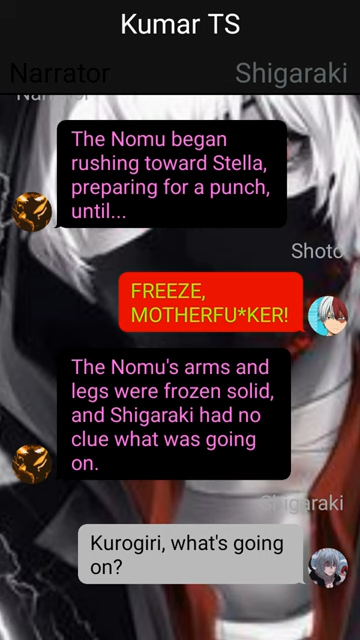 Kumar TS
Narrator
Shigaraki
Narrator
The Nomu began
rushing toward Stella,
preparing for a punch,
until...
Shoto
FREEZE,
MOTHERFU*KER!
The Nomu's arms and
legs were frozen solid,
and Shigaraki had no
clue what was going
on.
Shigaraki
Kurogiri, what's going
on?